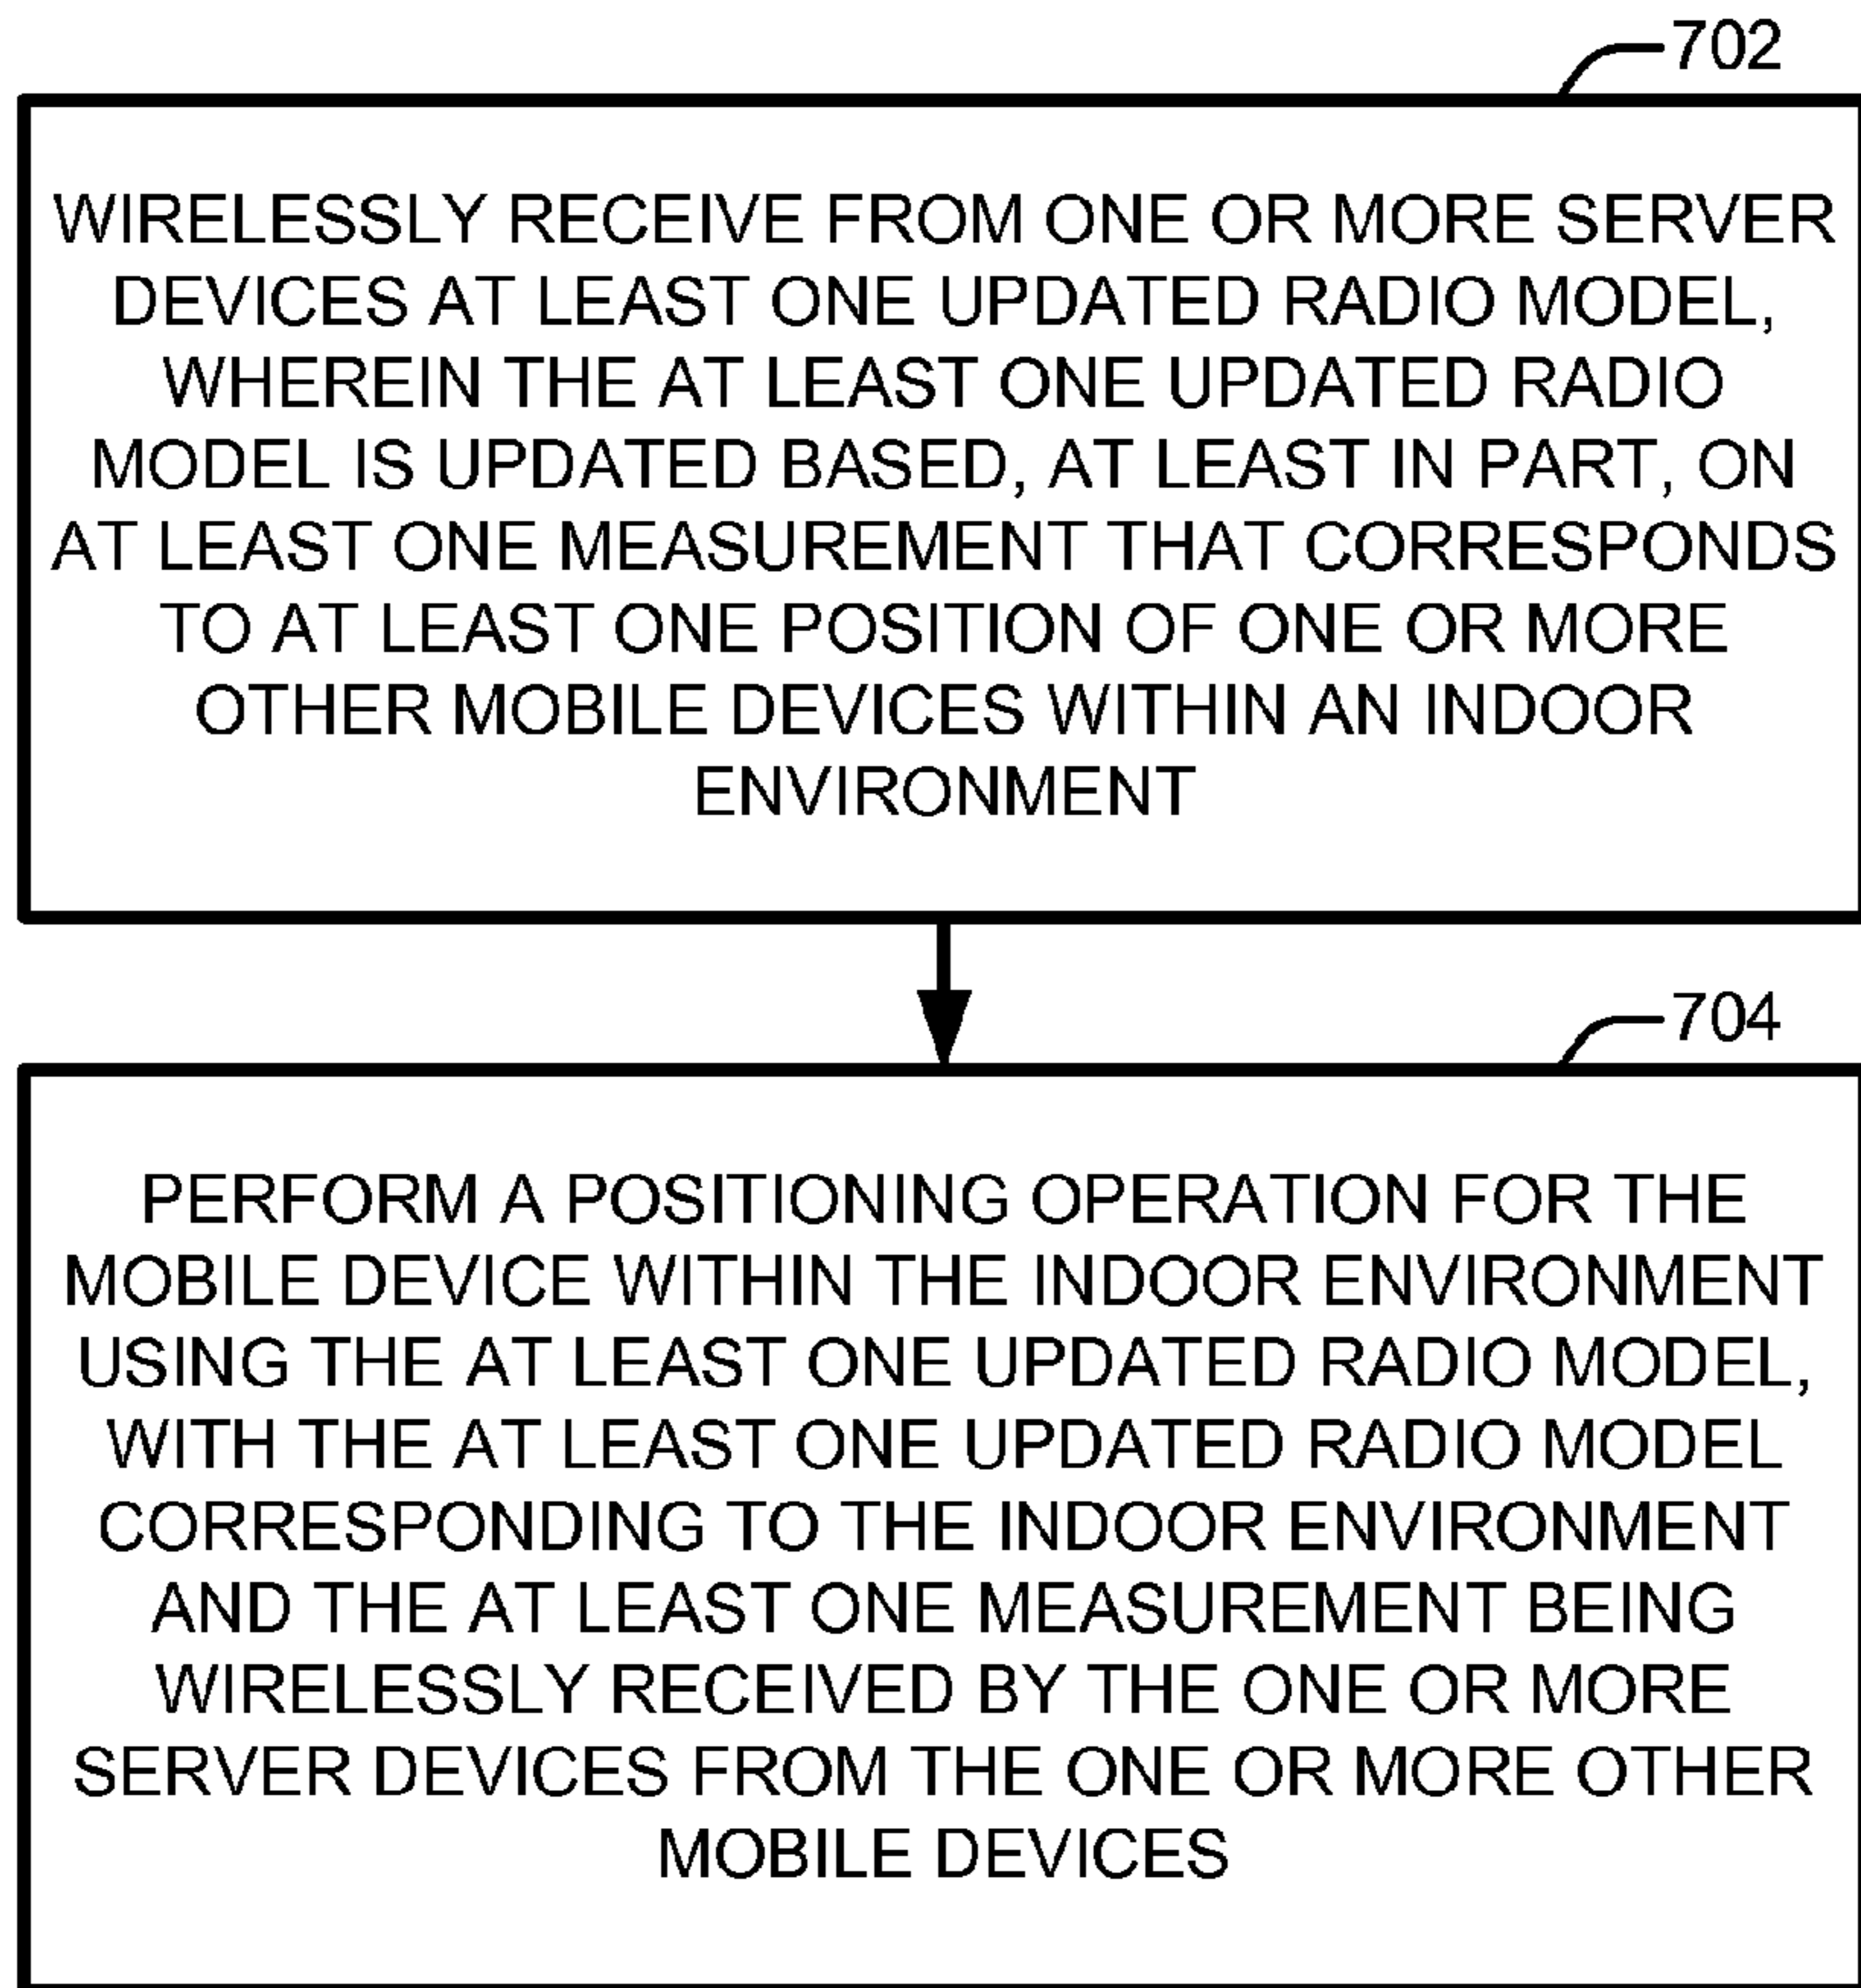 702
WIRELESSLY RECEIVE FROM ONE OR MORE SERVER
DEVICES AT LEAST ONE UPDATED RADIO MODEL,
WHEREIN THE AT LEAST ONE UPDATED RADIO
MODEL IS UPDATED BASED, AT LEAST IN PART, ON
AT LEAST ONE MEASUREMENT THAT CORRESPONDS
TO AT LEAST ONE POSITION OF ONE OR MORE
OTHER MOBILE DEVICES WITHIN AN INDOOR
ENVIRONMENT
704
PERFORM A POSITIONING OPERATION FOR THE
MOBILE DEVICE WITHIN THE INDOOR ENVIRONMENT
USING THE AT LEAST ONE UPDATED RADIO MODEL,
WITH THE AT LEAST ONE UPDATED RADIO MODEL
CORRESPONDING TO THE INDOOR ENVIRONMENT
AND THE AT LEAST ONE MEASUREMENT BEING
WIRELESSLY RECEIVED BY THE ONE OR MORE
SERVER DEVICES FROM THE ONE OR MORE OTHER
MOBILE DEVICES